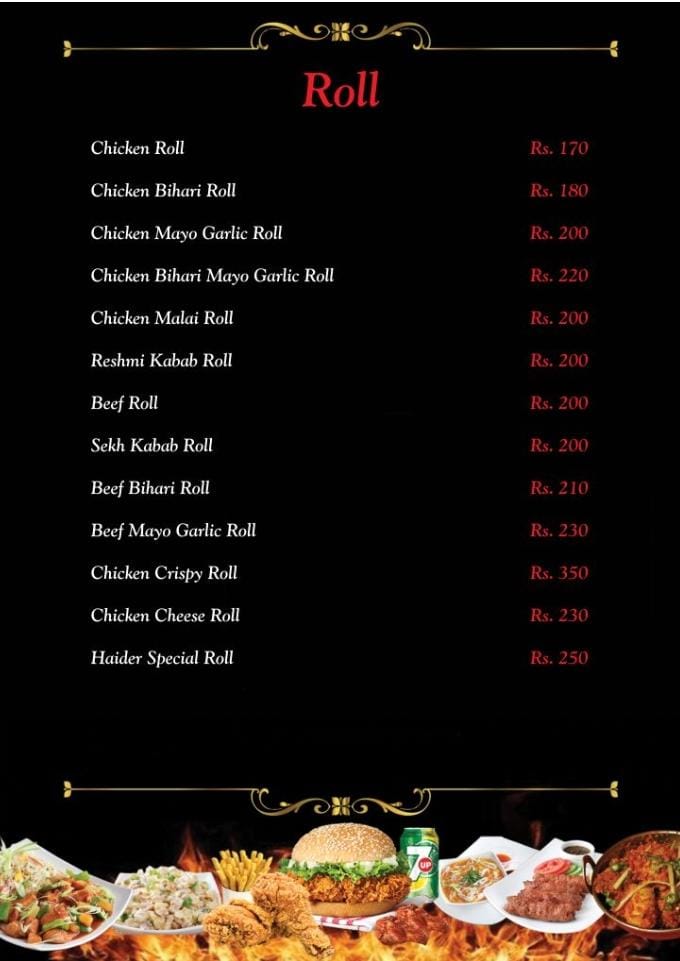 Roll
Chicken Roll Rs. 170
Chicken Bihari Roll Rs. 180
Chicken Mayo Garlic Roll Rs. 200
Chicken Bihari Mayo Garlic Roll Rs. 220
Chicken Malai Roll Rs. 200
Reshmi Kabab Roll Rs. 200
Beef Roll Rs. 200
Sekh Kabab Roll Rs. 200
Beef Bihari Roll Rs. 210
Beef Mayo Garlic Roll Rs. 230
Chicken Crispy Roll Rs. 350
Chicken Cheese Roll Rs. 230
Haider Special Roll Rs. 250
7UP